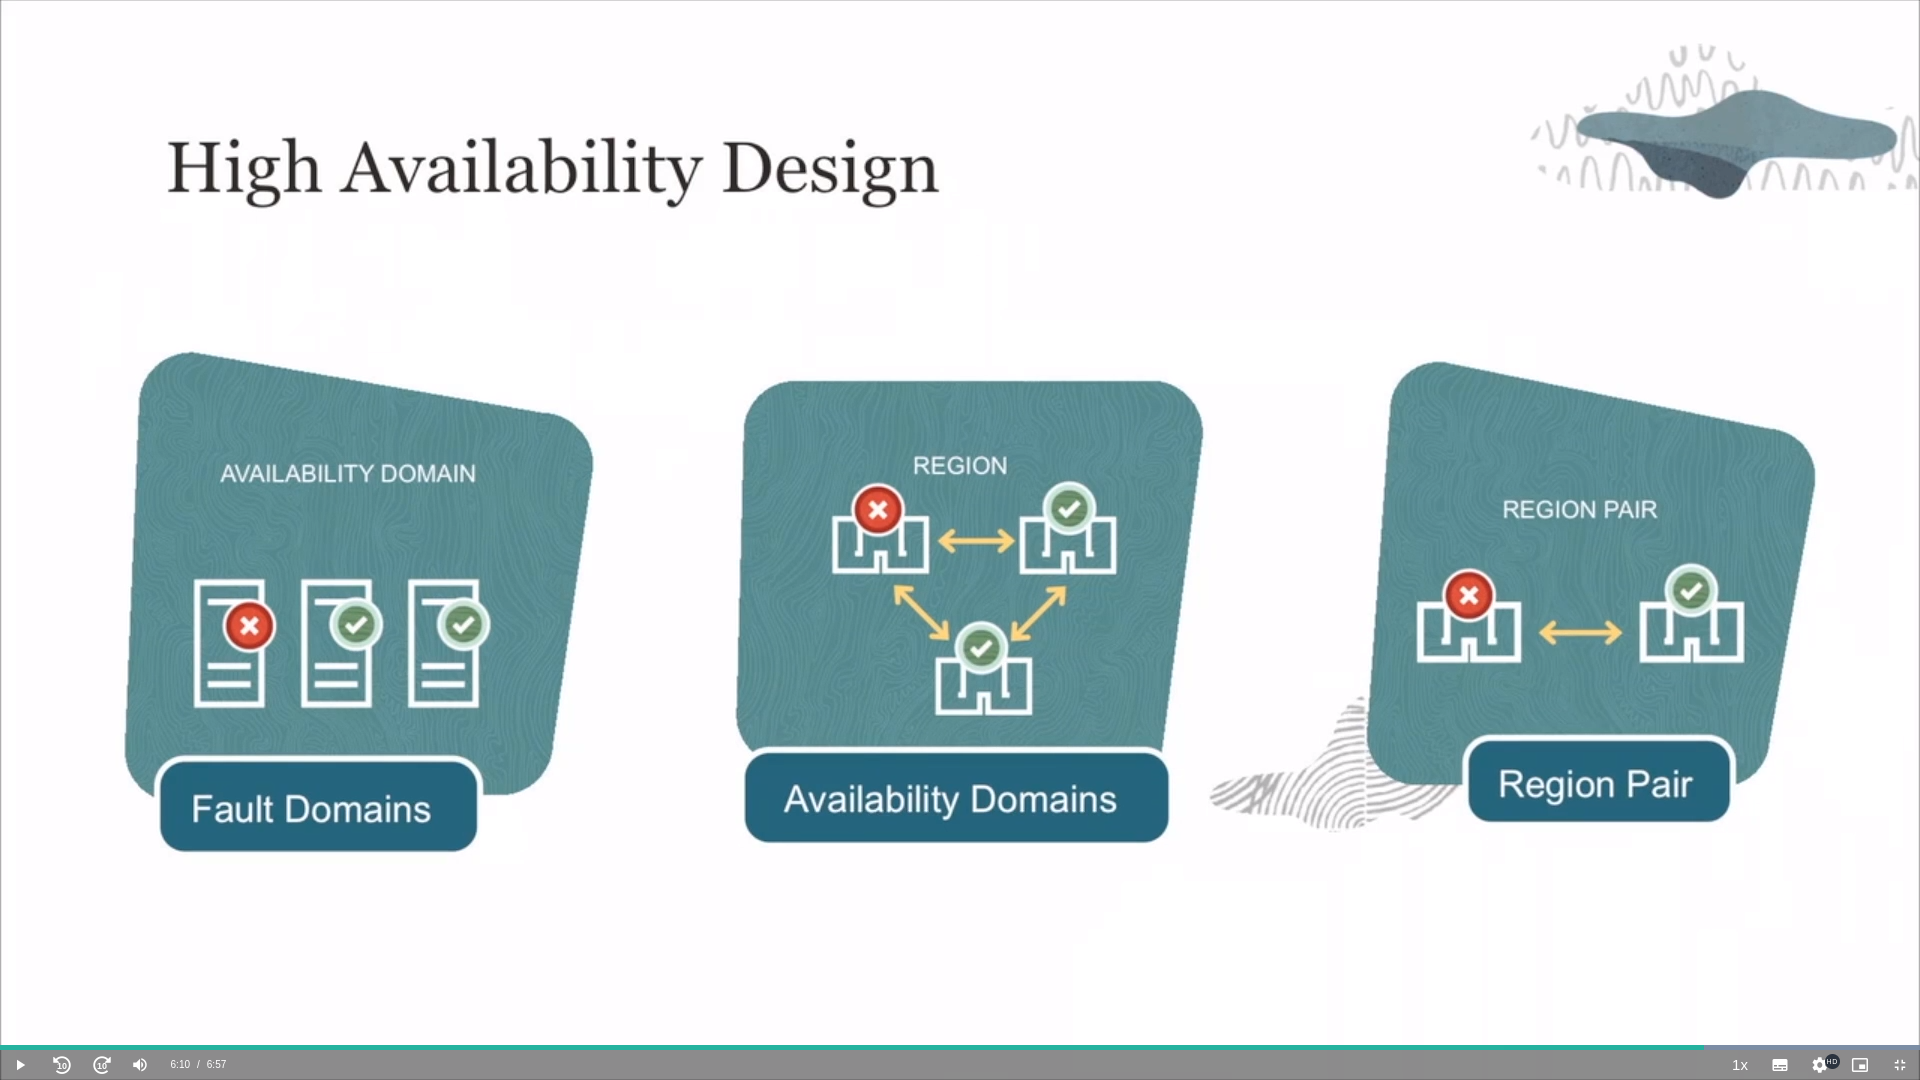 High Availability Design
AVAILABILITY DOMAIN
Fault Domains
REGION
Availability Domains
REGION PAIR
Region Pair
10
10
6:10 / 6:57
1x
HD